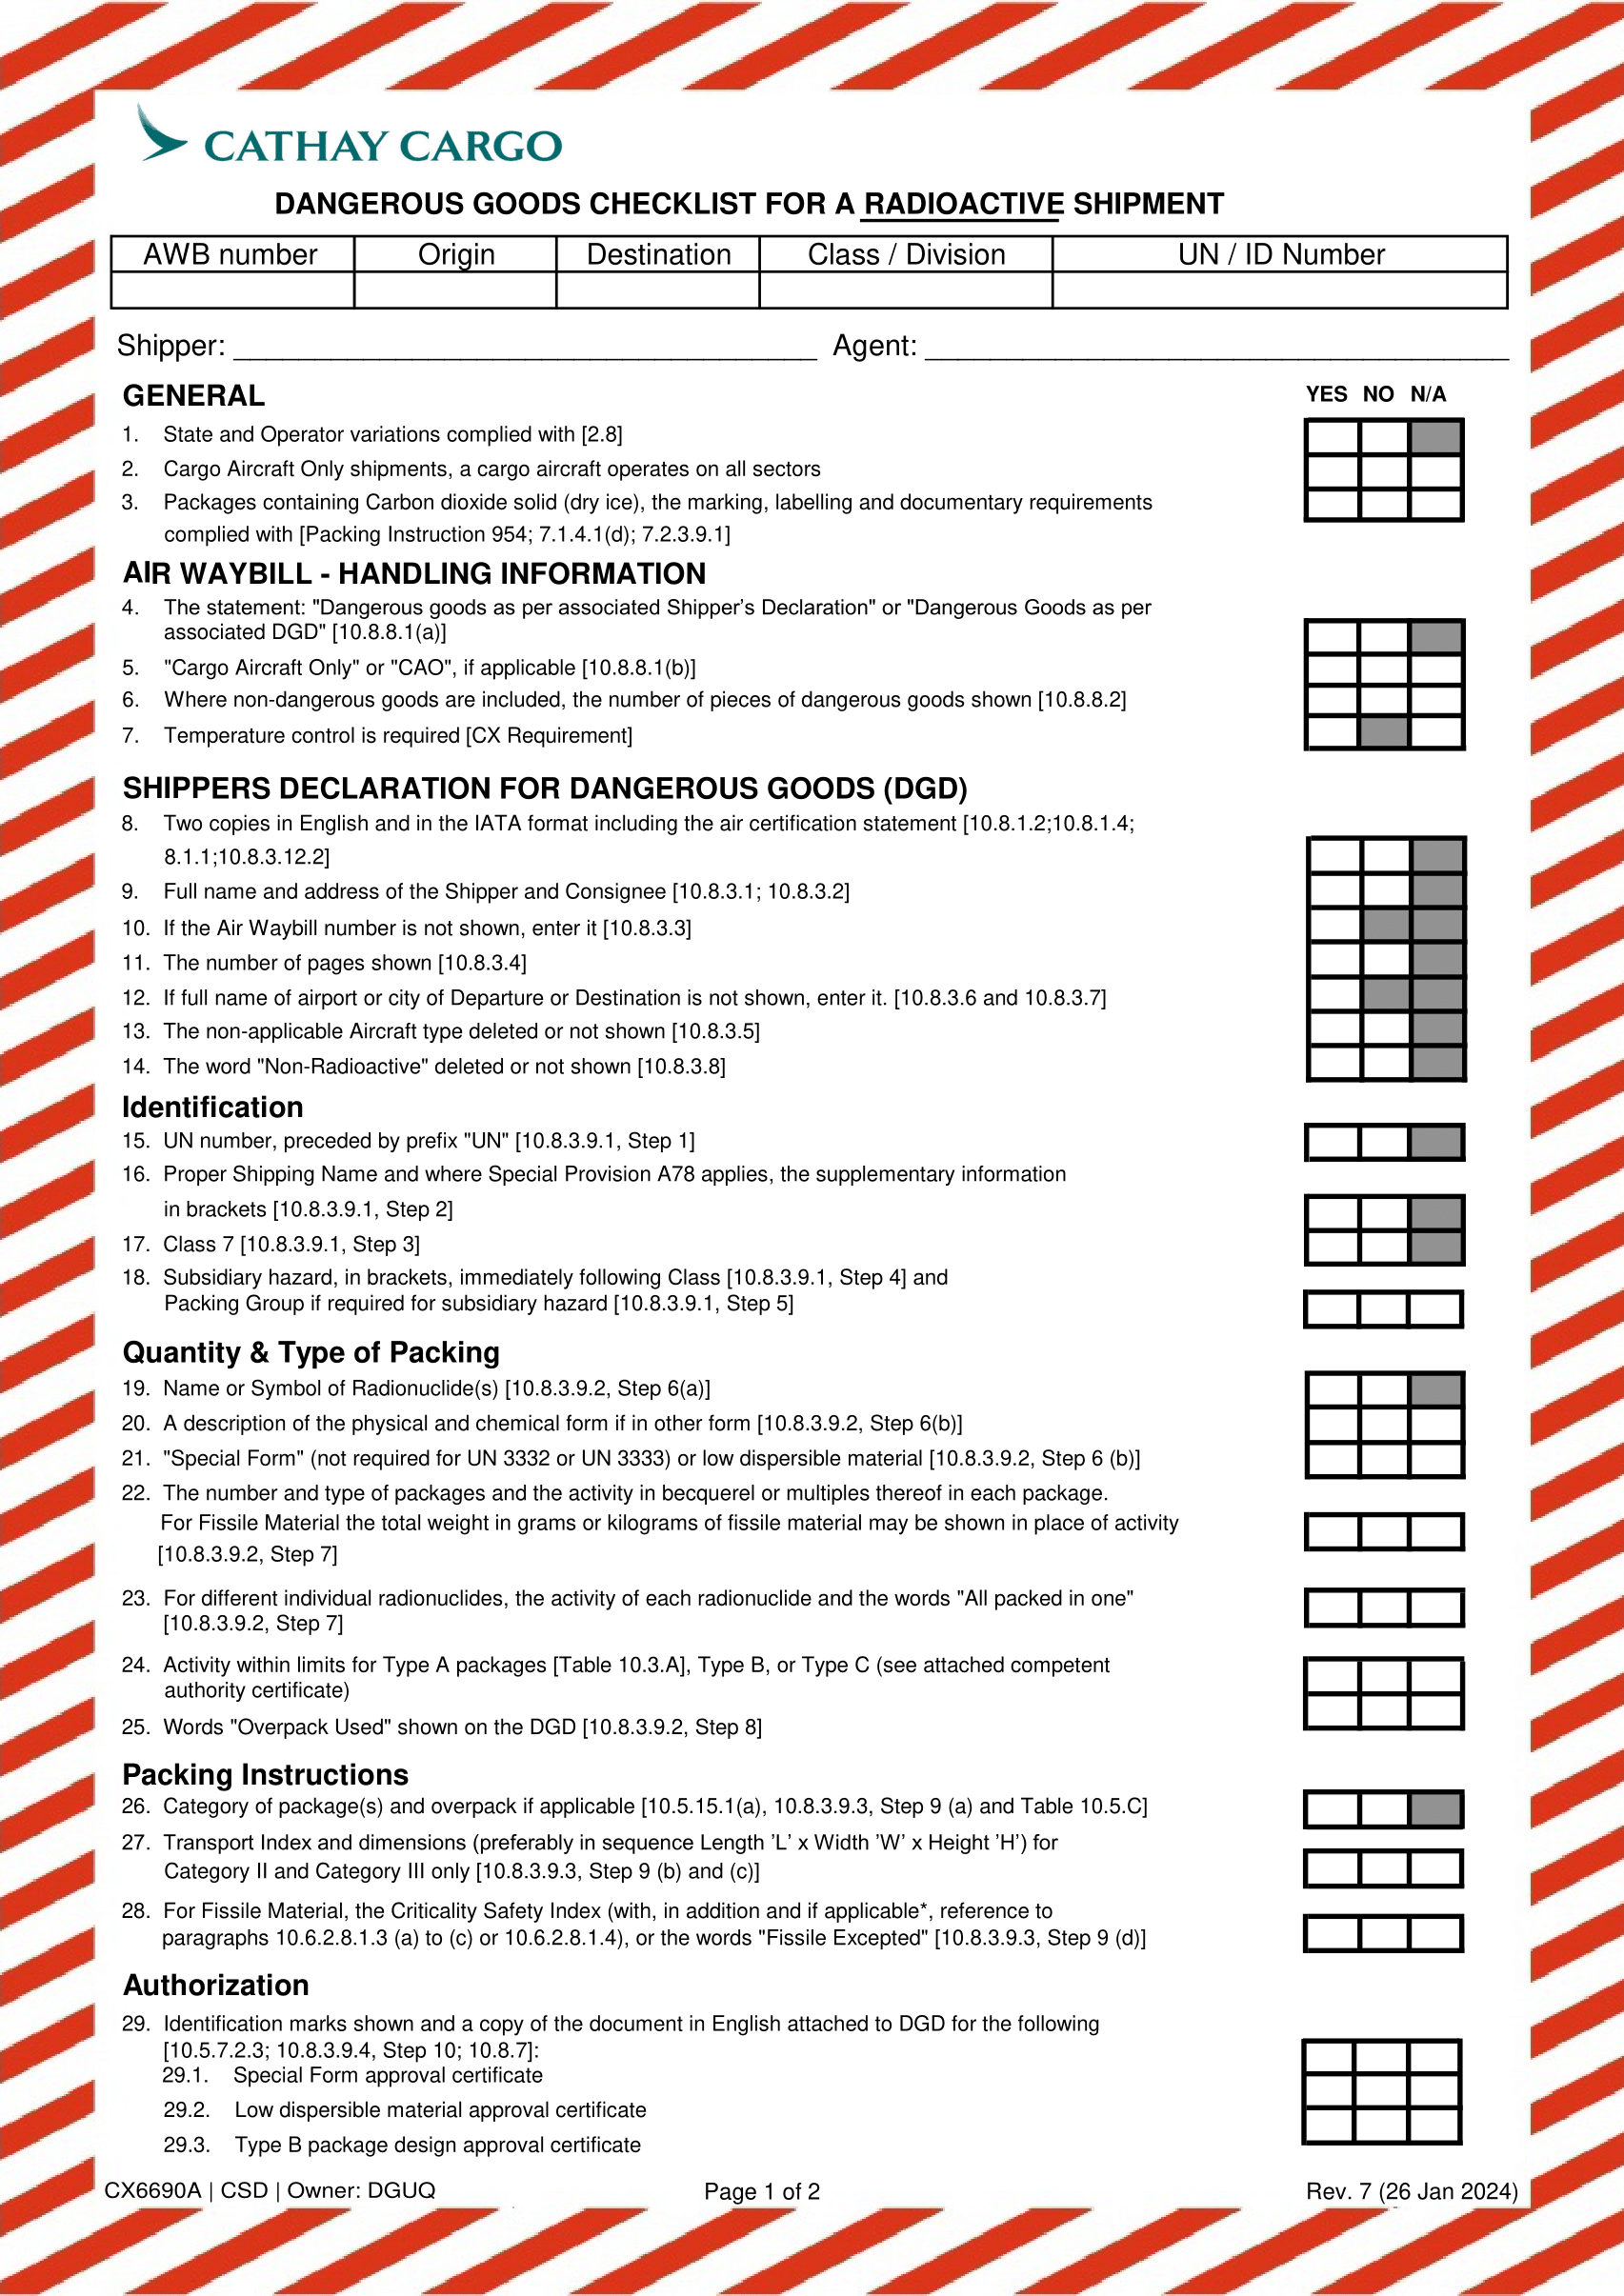 CATHAY CARGO
DANGEROUS GOODS CHECKLIST FOR A RADIOACTIVE SHIPMENT
AWB number Origin Destination Class / Division UN / ID Number
Shipper: Agent:
GENERAL YES NO N/A
1. State and Operator variations complied with [2.8]
2. Cargo Aircraft Only shipments, a cargo aircraft operates on all sectors
3. Packages containing Carbon dioxide solid (dry ice), the marking, labelling and documentary requirements
complied with [Packing Instruction 954; 7.1.4.1(d); 7.2.3.9.1]
AIR WAYBILL - HANDLING INFORMATION
4. The statement: "Dangerous goods as per associated Shipper’s Declaration" or "Dangerous Goods as per
associated DGD" [10.8.8.1(a)]
5. "Cargo Aircraft Only" or "CAO", if applicable [10.8.8.1(b)]
6. Where non-dangerous goods are included, the number of pieces of dangerous goods shown [10.8.8.2]
7. Temperature control is required [CX Requirement]
SHIPPERS DECLARATION FOR DANGEROUS GOODS (DGD)
8. Two copies in English and in the IATA format including the air certification statement [10.8.1.2;10.8.1.4;
8.1.1;10.8.3.12.2]
9. Full name and address of the Shipper and Consignee [10.8.3.1; 10.8.3.2]
10. If the Air Waybill number is not shown, enter it [10.8.3.3]
11. The number of pages shown [10.8.3.4]
12. If full name of airport or city of Departure or Destination is not shown, enter it. [10.8.3.6 and 10.8.3.7]
13. The non-applicable Aircraft type deleted or not shown [10.8.3.5]
14. The word "Non-Radioactive" deleted or not shown [10.8.3.8]
Identification
15. UN number, preceded by prefix "UN" [10.8.3.9.1, Step 1]
16. Proper Shipping Name and where Special Provision A78 applies, the supplementary information
in brackets [10.8.3.9.1, Step 2]
17. Class 7 [10.8.3.9.1, Step 3]
18. Subsidiary hazard, in brackets, immediately following Class [10.8.3.9.1, Step 4] and
Packing Group if required for subsidiary hazard [10.8.3.9.1, Step 5]
Quantity & Type of Packing
19. Name or Symbol of Radionuclide(s) [10.8.3.9.2, Step 6(a)]
20. A description of the physical and chemical form if in other form [10.8.3.9.2, Step 6(b)]
21. "Special Form" (not required for UN 3332 or UN 3333) or low dispersible material [10.8.3.9.2, Step 6 (b)]
22. The number and type of packages and the activity in becquerel or multiples thereof in each package.
For Fissile Material the total weight in grams or kilograms of fissile material may be shown in place of activity
[10.8.3.9.2, Step 7]
23. For different individual radionuclides, the activity of each radionuclide and the words "All packed in one"
[10.8.3.9.2, Step 7]
24. Activity within limits for Type A packages [Table 10.3.A], Type B, or Type C (see attached competent
authority certificate)
25. Words "Overpack Used" shown on the DGD [10.8.3.9.2, Step 8]
Packing Instructions
26. Category of package(s) and overpack if applicable [10.5.15.1(a), 10.8.3.9.3, Step 9 (a) and Table 10.5.C]
27. Transport Index and dimensions (preferably in sequence Length ’L’ x Width ’W’ x Height ’H’) for
Category II and Category III only [10.8.3.9.3, Step 9 (b) and (c)]
28. For Fissile Material, the Criticality Safety Index (with, in addition and if applicable*, reference to
paragraphs 10.6.2.8.1.3 (a) to (c) or 10.6.2.8.1.4), or the words "Fissile Excepted" [10.8.3.9.3, Step 9 (d)]
Authorization
29. Identification marks shown and a copy of the document in English attached to DGD for the following
[10.5.7.2.3; 10.8.3.9.4, Step 10; 10.8.7]:
29.1. Special Form approval certificate
29.2. Low dispersible material approval certificate
29.3. Type B package design approval certificate
CX6690A | CSD | Owner: DGUQ Page 1 of 2 Rev. 7 (26 Jan 2024)